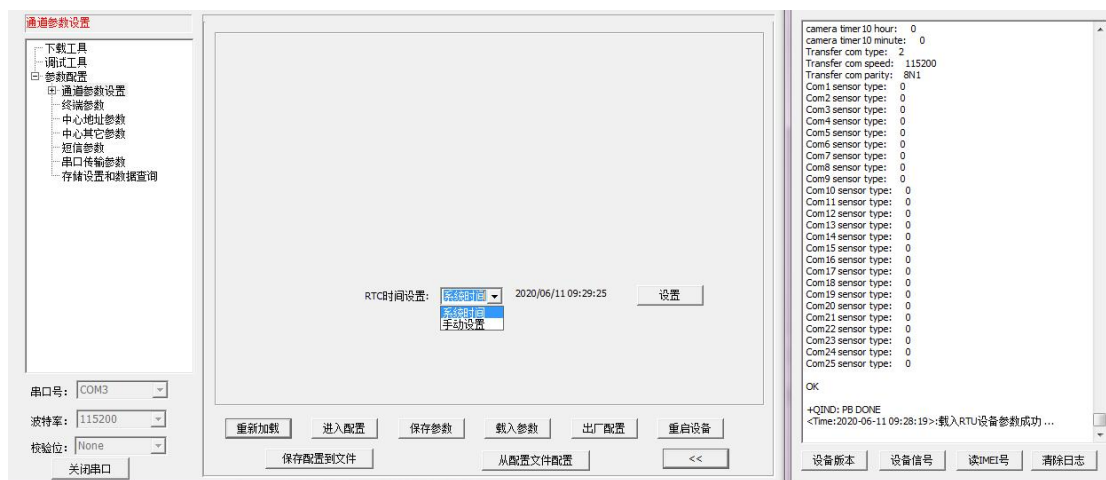 通道参数设置
下载工具
调试工具
参数配置
通道参数设置
终端参数
中心地址参数
中心其它参数
短信参数
串口传输参数
存储设置和数据查询
串口号: COM3
波特率: 115200
校验位: None
关闭串口
RTC时间设置: 系统时间 2020/06/11 09:29:25 设置
系统时间
手动设置
重新加载 进入配置 保存参数 载入参数 出厂配置 重启设备
保存配置到文件 从配置文件配置 <<
camera timer10 hour: 0
camera timer10 minute: 0
Transfer com type: 2
Transfer com speed: 115200
Transfer com parity: 8N1
Com1 sensor type: 0
Com2 sensor type: 0
Com3 sensor type: 0
Com4 sensor type: 0
Com5 sensor type: 0
Com6 sensor type: 0
Com7 sensor type: 0
Com8 sensor type: 0
Com9 sensor type: 0
Com10 sensor type: 0
Com11 sensor type: 0
Com12 sensor type: 0
Com13 sensor type: 0
Com14 sensor type: 0
Com15 sensor type: 0
Com16 sensor type: 0
Com17 sensor type: 0
Com18 sensor type: 0
Com19 sensor type: 0
Com20 sensor type: 0
Com21 sensor type: 0
Com22 sensor type: 0
Com23 sensor type: 0
Com24 sensor type: 0
Com25 sensor type: 0
OK
+QIND: PB DONE
<Time:2020-06-11 09:28:19>:载入RTU设备参数成功 ...
设备版本 设备信号 读IMEI号 清除日志